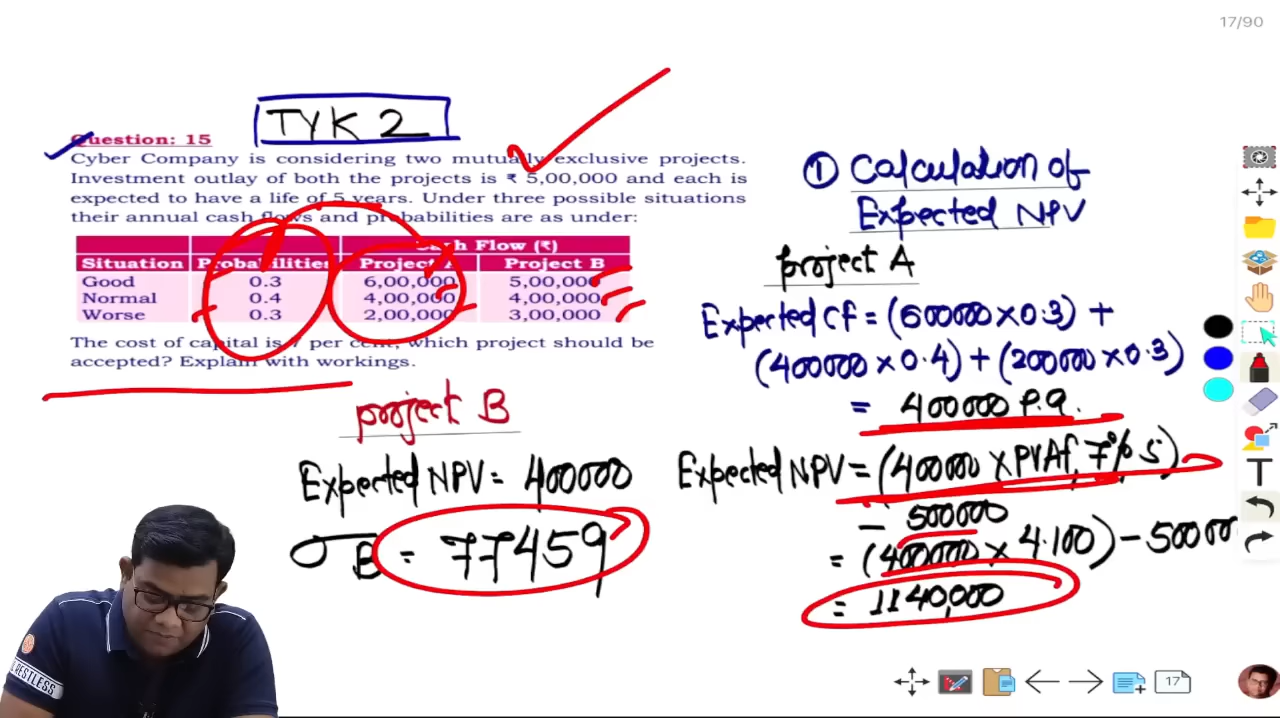 17/90
TYK 2
Question: 15
Cyber Company is considering two mutually exclusive projects.
Investment outlay of both the projects is ₹ 5,00,000 and each is
expected to have a life of 5 years. Under three possible situations
their annual cash flows and probabilities are as under:
Cash Flow (₹)
Situation Probabilities Project A Project B
Good 0.3 6,00,000 5,00,000
Normal 0.4 4,00,000 4,00,000
Worse 0.3 2,00,000 3,00,000
The cost of capital is 7 per cent, which project should be
accepted? Explain with workings.
project B
Expected NPV = 400000
σB = 77459
① Calculation of
Expected NPV
project A
Expected CF = (600000 × 0.3) +
(400000 × 0.4) + (200000 × 0.3)
= 400000 P.a.
Expected NPV = (400000 × PVAf, 7%, 5)
- 500000
= (400000 × 4.100) - 500000
= 1140,000
RESTLESS
T
17